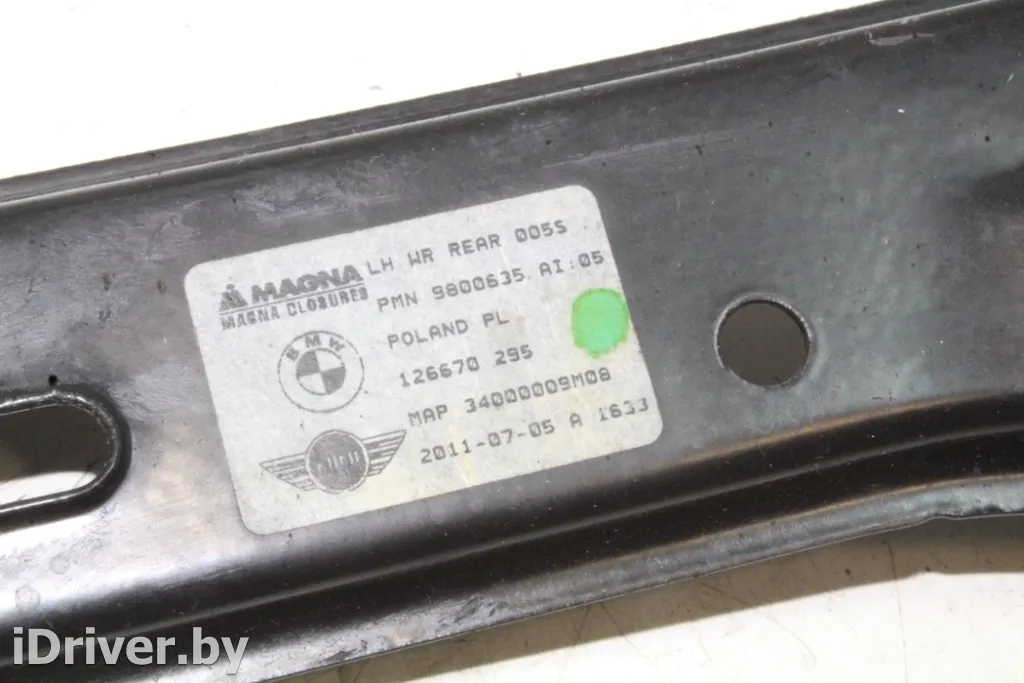 MAGNA LH WR REAR 005S
MAGNA CLOSURES PMN 9800635 AI:05
BMW POLAND PL
126670 295
MAP 34000009M08
MINI 2011-07-05 A 1633
iDriver.by